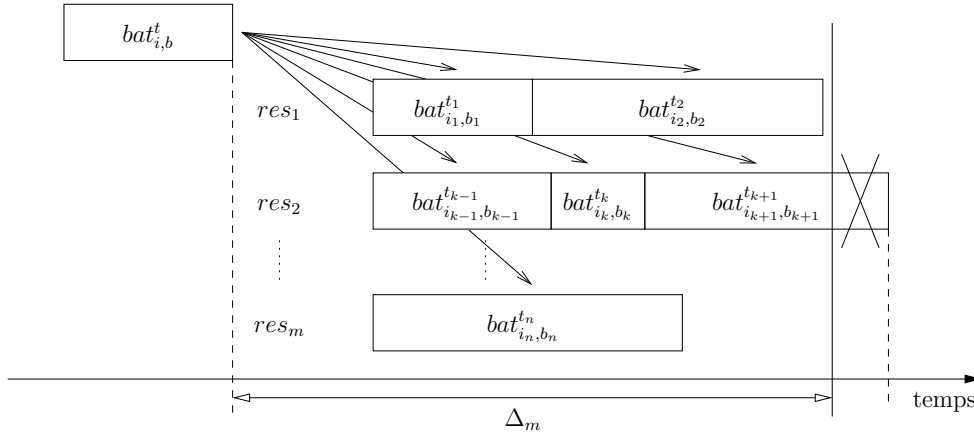 bat^t_{i,b}
res_1 bat^{t_1}_{i_1,b_1} bat^{t_2}_{i_2,b_2}
res_2 bat^{t_{k-1}}_{i_{k-1},b_{k-1}} bat^{t_k}_{i_k,b_k} bat^{t_{k+1}}_{i_{k+1},b_{k+1}}
res_m bat^{t_n}_{i_n,b_n}
temps
Δ_m